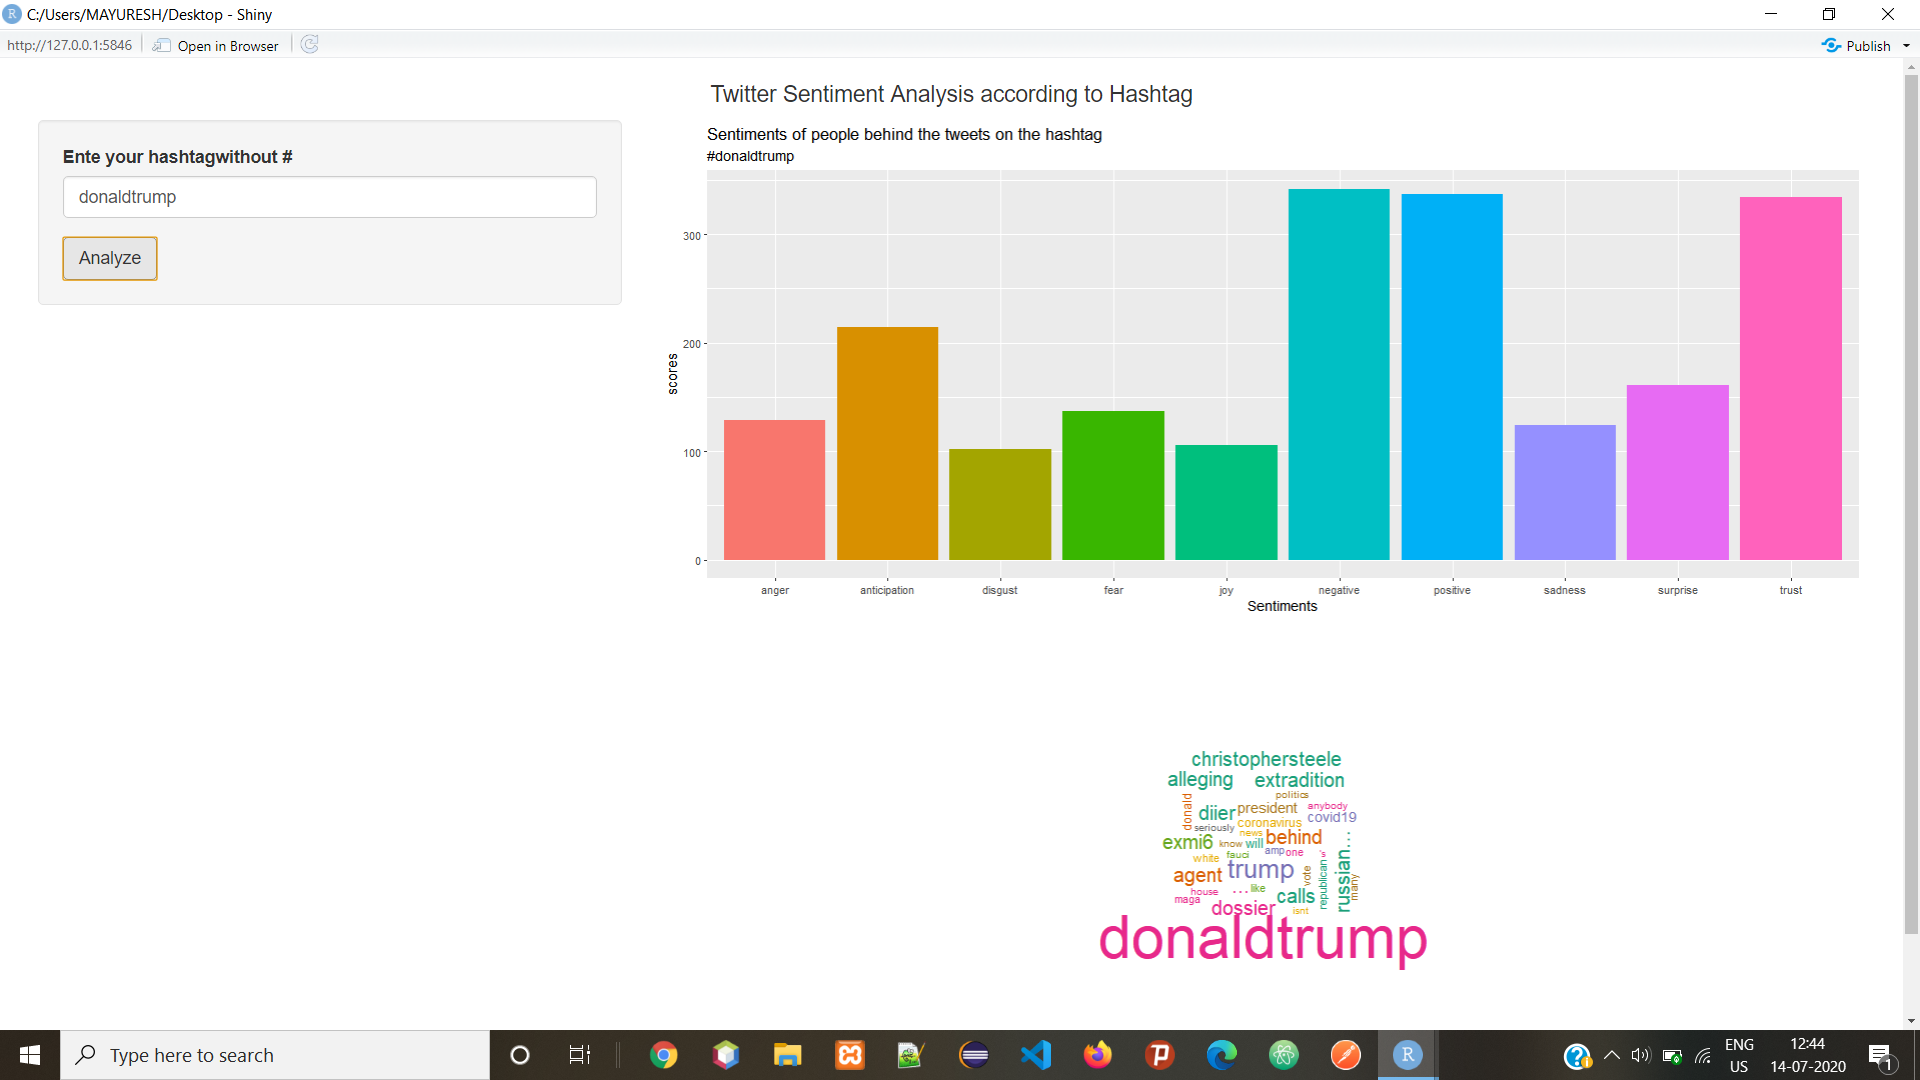 C:/Users/MAYURESH/Desktop - Shiny
http://127.0.0.1:5846 Open in Browser Publish
Twitter Sentiment Analysis according to Hashtag
Ente your hashtagwithout #
donaldtrump
Analyze
Sentiments of people behind the tweets on the hashtag
#donaldtrump
scores
300
200
100
0
anger anticipation disgust fear joy negative positive sadness surprise trust
Sentiments
christophersteele
alleging extradition
politics
donald
diier president anybody
coronavirus covid19
seriously news behind
exmi6 know will
white fauci amp one 's
agent trump vote republican russian... many
house ... like calls
maga dossier isnt
donaldtrump
Type here to search
ENG
US
12:44
14-07-2020
1